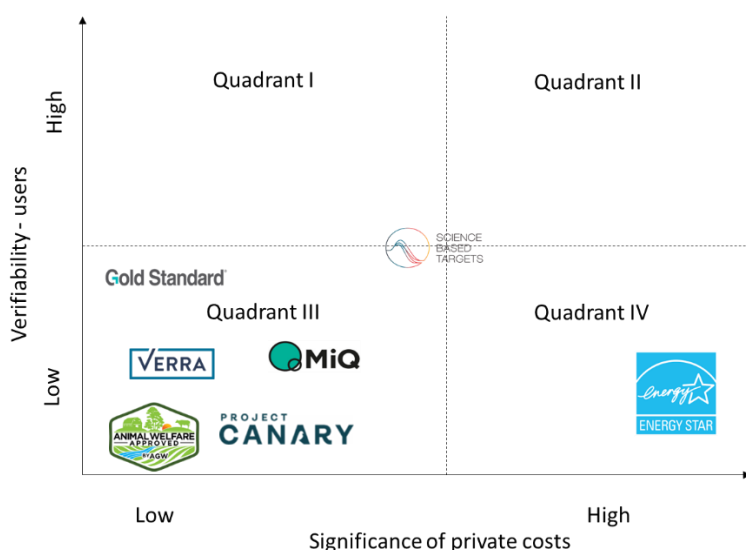 Quadrant I
Quadrant II
High
Verifiability - users
SCIENCE
BASED
TARGETS
Gold Standard
Quadrant III
Quadrant IV
VERRA
MiQ
energy
ENERGY STAR
Low
ANIMAL WELFARE
APPROVED
BY AGW
PROJECT
CANARY
Low
High
Significance of private costs